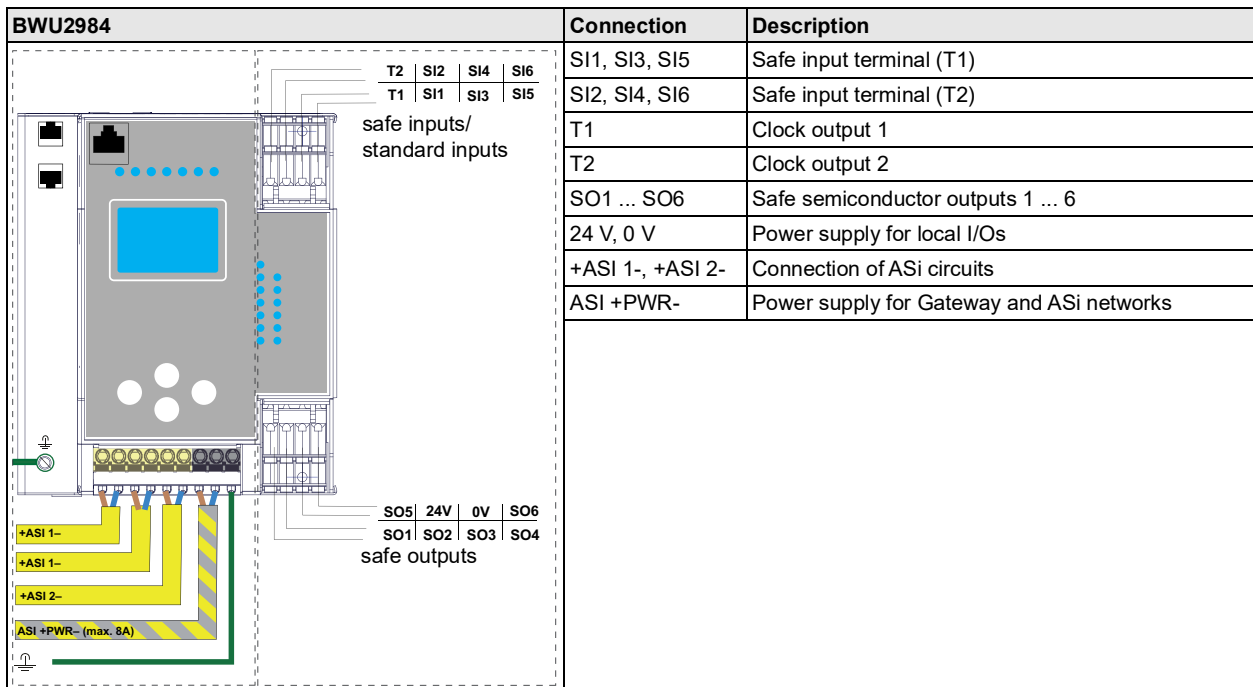 BWU2984
Connection Description
T2 SI2 SI4 SI6
T1 SI1 SI3 SI5
safe inputs/
standard inputs
SO5 24V 0V SO6
SO1 SO2 SO3 SO4
safe outputs
+ASI 1–
+ASI 1–
+ASI 2–
ASI +PWR– (max. 8A)
SI1, SI3, SI5 Safe input terminal (T1)
SI2, SI4, SI6 Safe input terminal (T2)
T1 Clock output 1
T2 Clock output 2
SO1 ... SO6 Safe semiconductor outputs 1 ... 6
24 V, 0 V Power supply for local I/Os
+ASI 1-, +ASI 2- Connection of ASi circuits
ASI +PWR- Power supply for Gateway and ASi networks